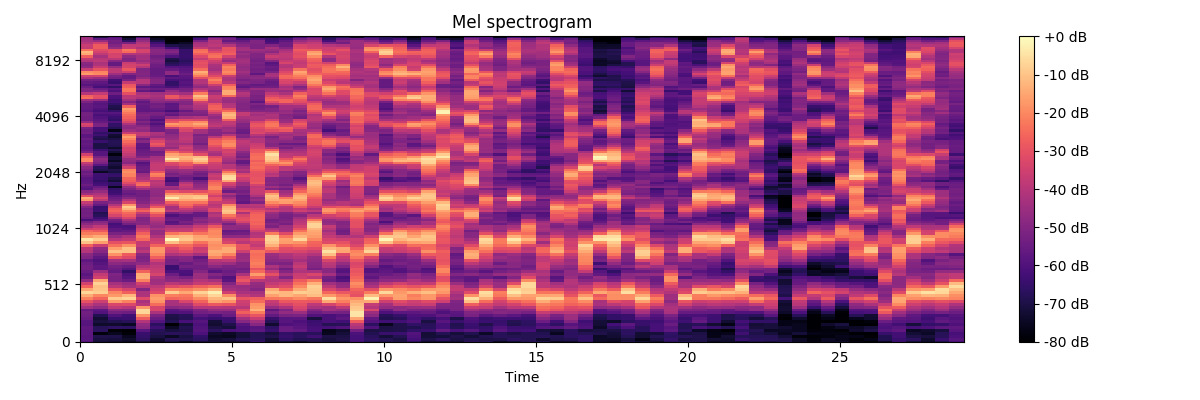 Mel spectrogram
+0 dB
8192
-10 dB
4096
-20 dB
-30 dB
2048
-40 dB
Hz
1024
-50 dB
-60 dB
512
-70 dB
0
-80 dB
0 5 10 15 20 25
Time